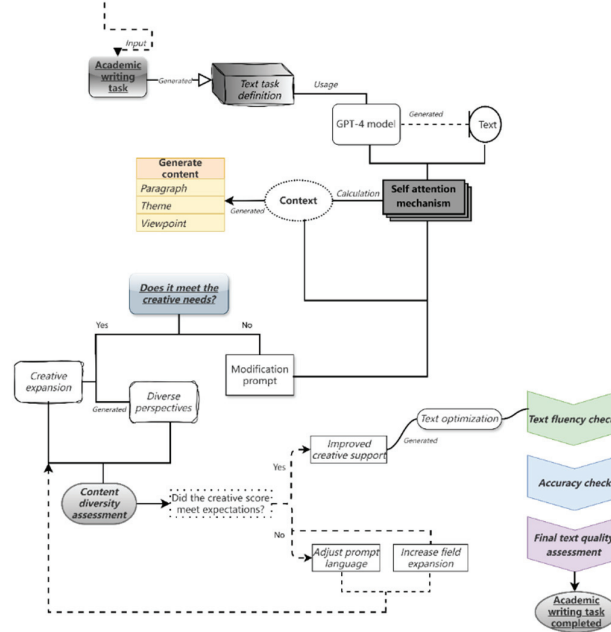 Input
Academic
writing
task
Generated
Text task
definition
Usage
GPT-4 model
Generated
Text
Generate
content
Paragraph
Theme
Viewpoint
Generated
Context
Calculation
Self attention
mechanism
Does it meet the
creative needs?
Yes
No
Creative
expansion
Generated
Diverse
perspectives
Modification
prompt
Content
diversity
assessment
Did the creative score
meet expectations?
Yes
No
Improved
creative support
Generated
Text optimization
Adjust prompt
language
Increase field
expansion
Text fluency check
Accuracy check
Final text quality
assessment
Academic
writing task
completed